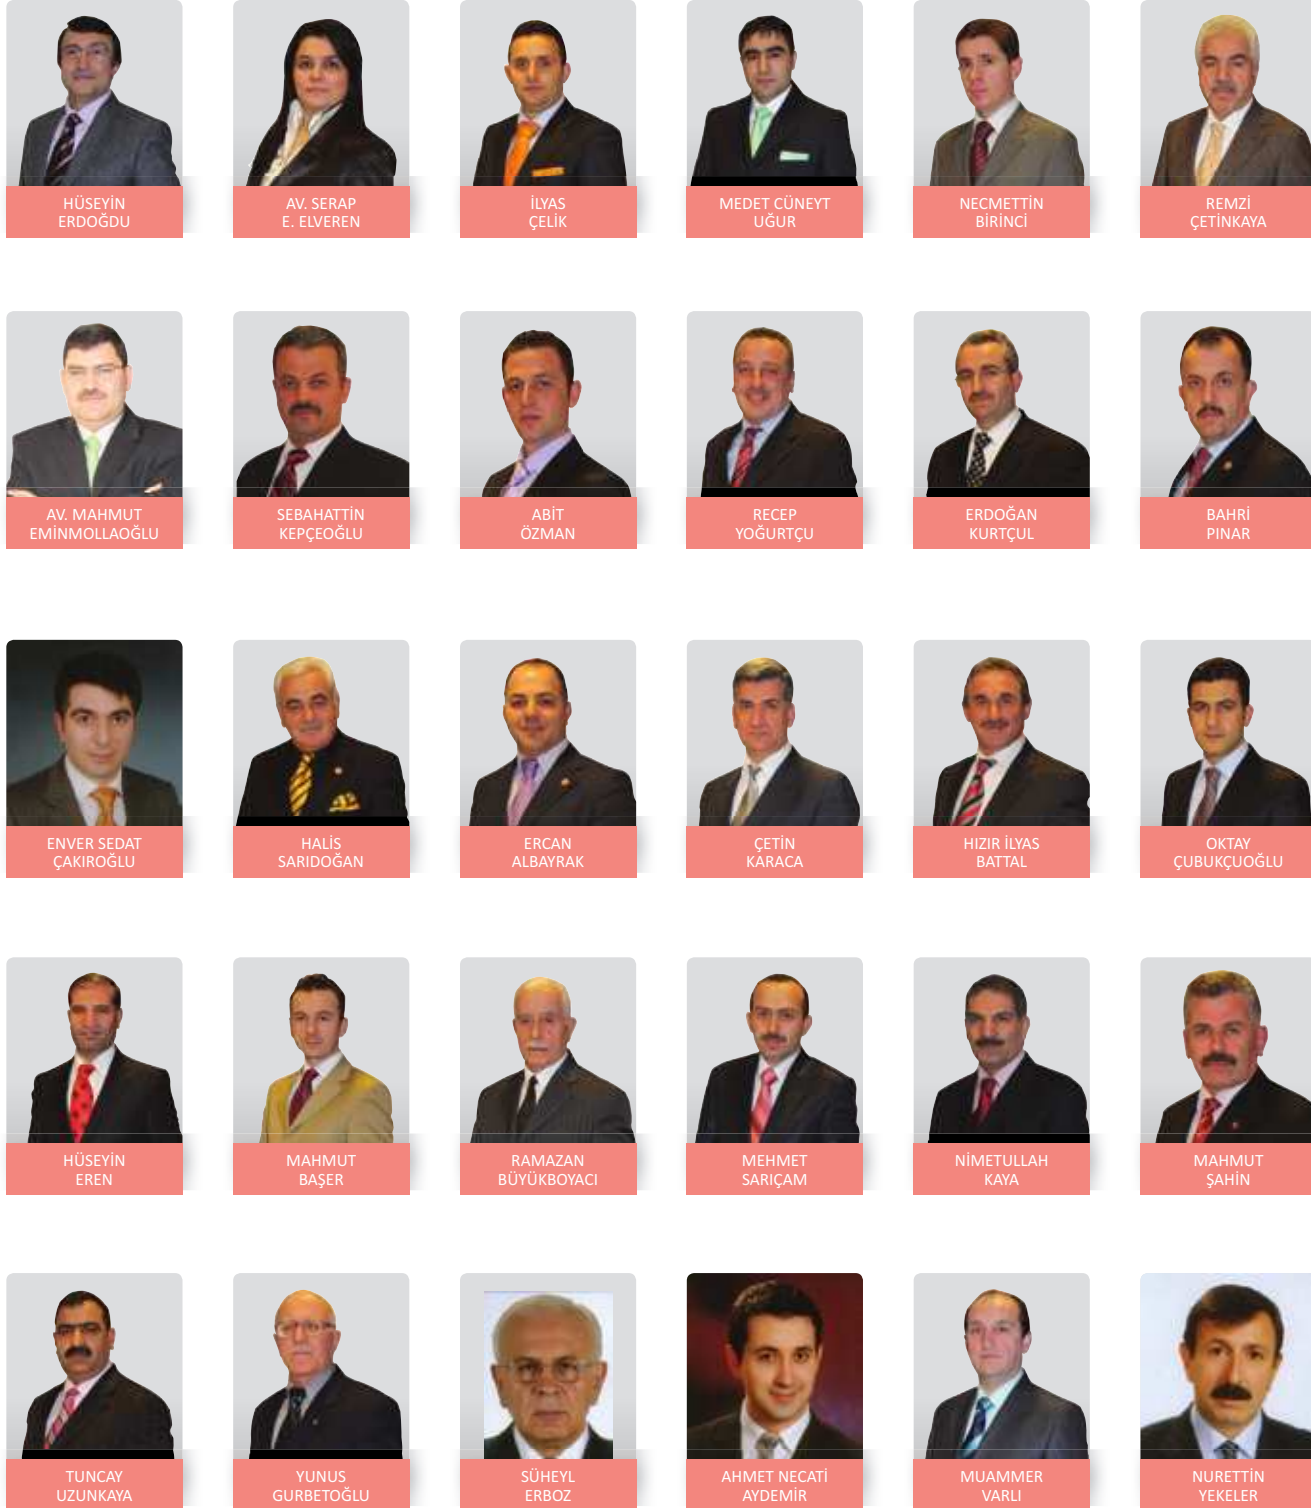 HÜSEYİN
ERDOĞDU
AV. SERAP
E. ELVEREN
İLYAS
ÇELİK
MEDET CÜNEYT
UĞUR
NECMETTİN
BİRİNCİ
REMZİ
ÇETİNKAYA
AV. MAHMUT
EMİNMOLLAOĞLU
SEBAHATTİN
KEPÇEOĞLU
ABİT
ÖZMAN
RECEP
YOĞURTÇU
ERDOĞAN
KURTÇUL
BAHRİ
PINAR
ENVER SEDAT
ÇAKIROĞLU
HALİS
SARIDOĞAN
ERCAN
ALBAYRAK
ÇETİN
KARACA
HIZIR İLYAS
BATTAL
OKTAY
ÇUBUKÇUOĞLU
HÜSEYİN
EREN
MAHMUT
BAŞER
RAMAZAN
BÜYÜKBOYACI
MEHMET
SARIÇAM
NİMETULLAH
KAYA
MAHMUT
ŞAHİN
TUNCAY
UZUNKAYA
YUNUS
GURBETOĞLU
SÜHEYL
ERBOZ
AHMET NECATİ
AYDEMİR
MUAMMER
VARLI
NURETTİN
YEKELER